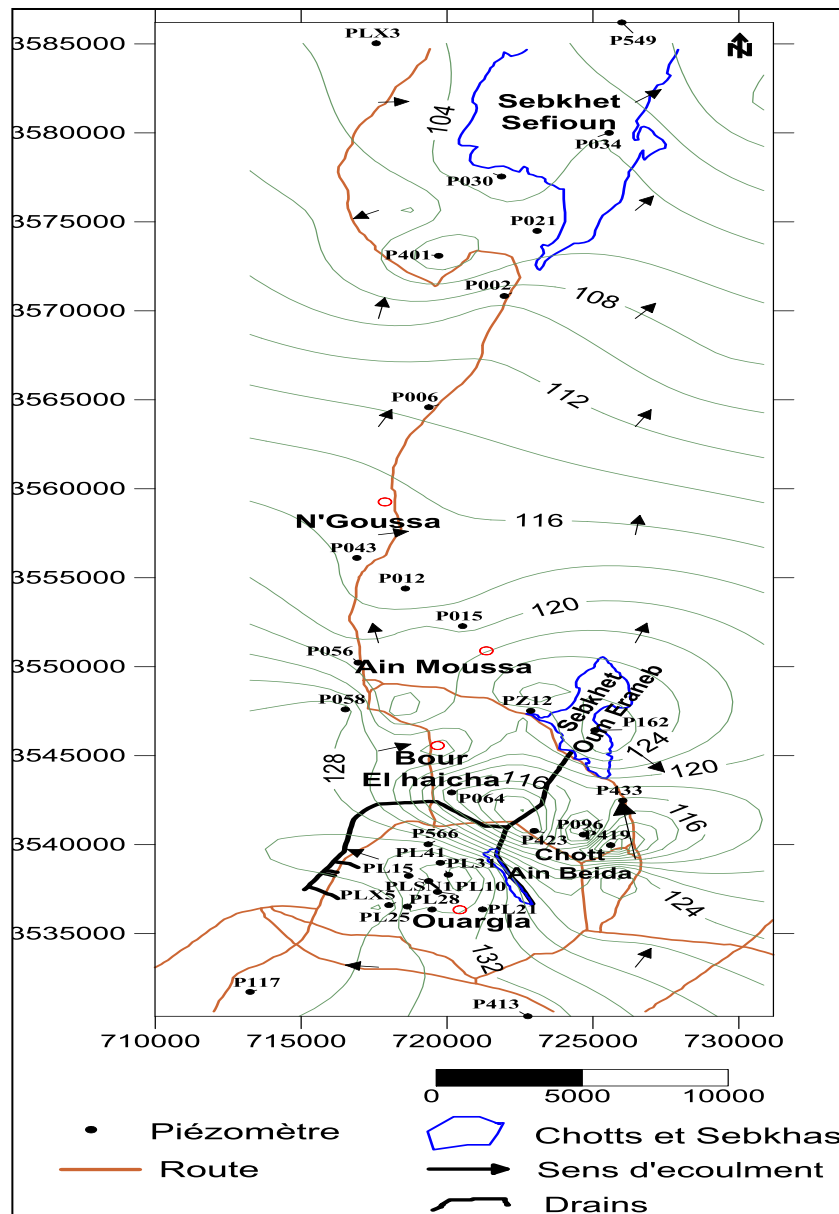 3585000
PLX3
P549
N
Sebkhet
Sefioun
104
3580000
P034
P030
3575000
P021
P401
P002
108
3570000
3565000
P006
112
3560000
N'Goussa
116
P043
3555000
P012
P015
120
P056
Ain Moussa
3550000
P058
PZ12
Sebkhet
Oum Eraneb
P162
124
128
3545000
Bour
El haicha
116
120
P064
P433
116
P566
P423
P096
P419
3540000
PL41
PL31
Chott
Ain Beida
PL15
PLSN1
PL10
PLX5
PL28
PL25
Ouargla
PL21
124
3535000
132
P117
P413
710000
715000
720000
725000
730000
0
5000
10000
Piézomètre
Chotts et Sebkhas
Route
Sens d'ecoulment
Drains